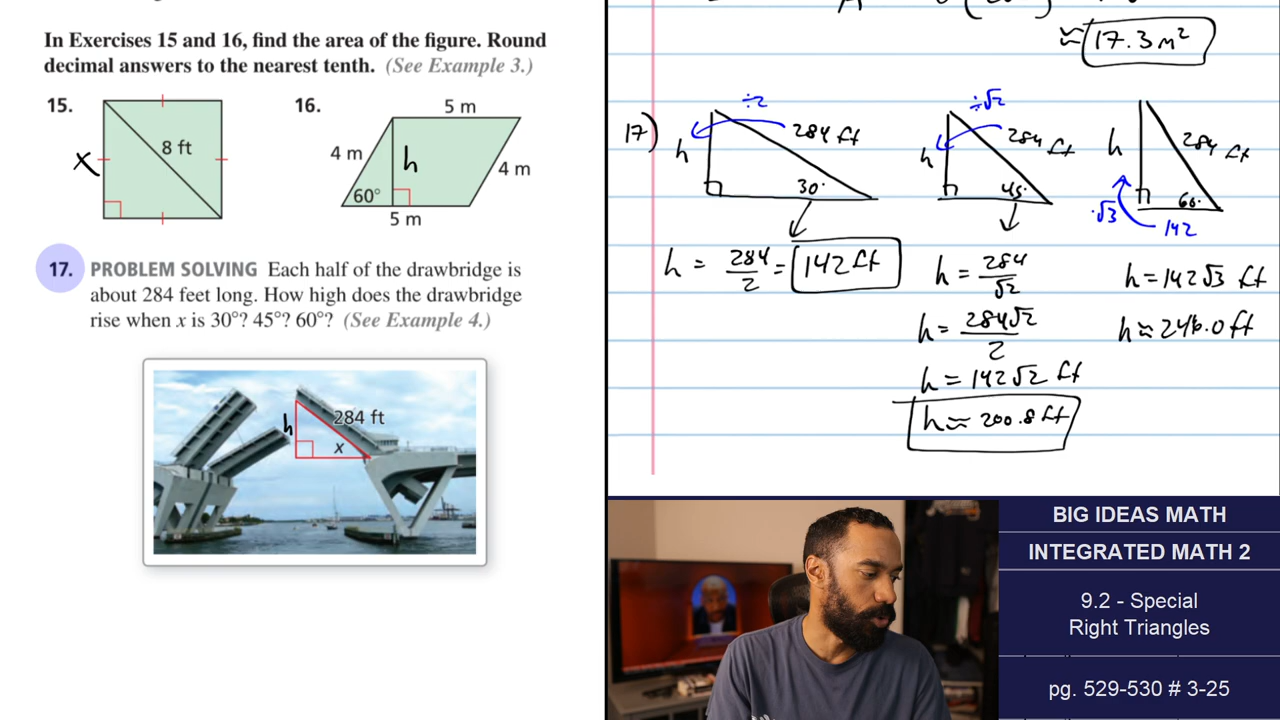 In Exercises 15 and 16, find the area of the figure. Round
decimal answers to the nearest tenth. (See Example 3.)
15.
8 ft
x
16.
5 m
4 m
h
4 m
60°
5 m
17. PROBLEM SOLVING Each half of the drawbridge is
about 284 feet long. How high does the drawbridge
rise when x is 30°? 45°? 60°? (See Example 4.)
h
284 ft
x
≈ 17.3 m²
17)
÷2
h
284 ft
30°
h = 284/2 = 142 ft
÷√2
h
284 ft
45°
h = 284/√2
h = 284√2/2
h = 142√2 ft
h ≈ 200.8 ft
h
284 ft
60°
·√3
142
h = 142√3 ft
h ≈ 246.0 ft
BIG IDEAS MATH
INTEGRATED MATH 2
9.2 - Special
Right Triangles
pg. 529-530 # 3-25